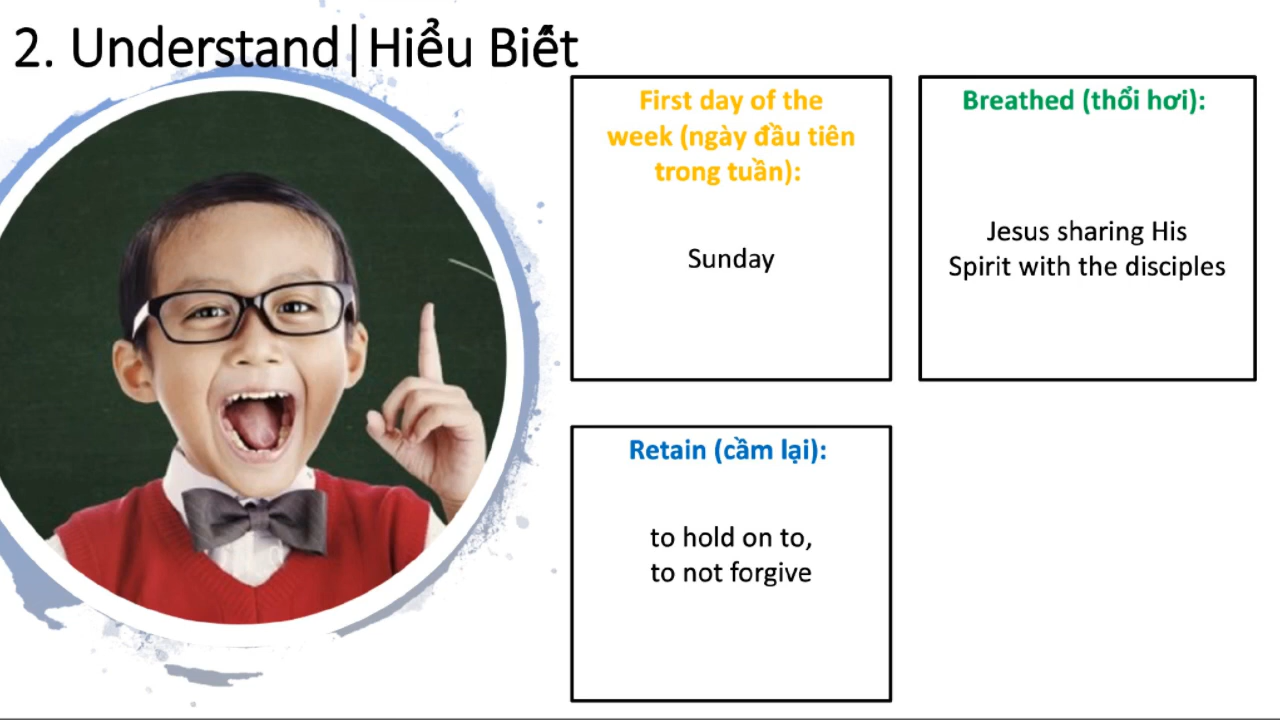 2. Understand|Hiểu Biết
First day of the
week (ngày đầu tiên
trong tuần):
Sunday
Breathed (thổi hơi):
Jesus sharing His
Spirit with the disciples
Retain (cầm lại):
to hold on to,
to not forgive